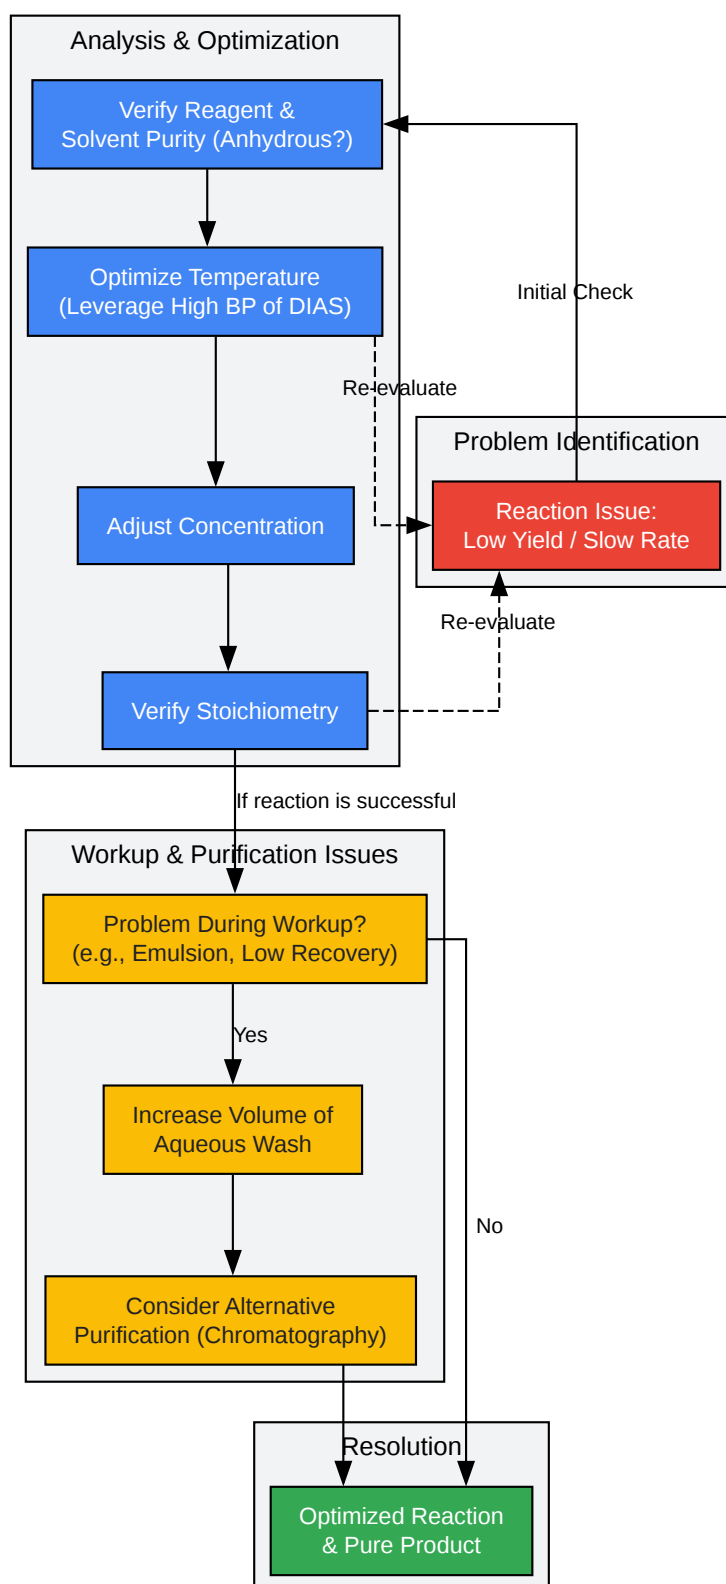 Analysis & Optimization
Verify Reagent &
Solvent Purity (Anhydrous?)
Optimize Temperature
(Leverage High BP of DIAS)
Initial Check
Re-evaluate
Problem Identification
Reaction Issue:
Low Yield / Slow Rate
Adjust Concentration
Re-evaluate
Verify Stoichiometry
If reaction is successful
Workup & Purification Issues
Problem During Workup?
(e.g., Emulsion, Low Recovery)
Yes
Increase Volume of
Aqueous Wash
No
Consider Alternative
Purification (Chromatography)
Resolution
Optimized Reaction
& Pure Product